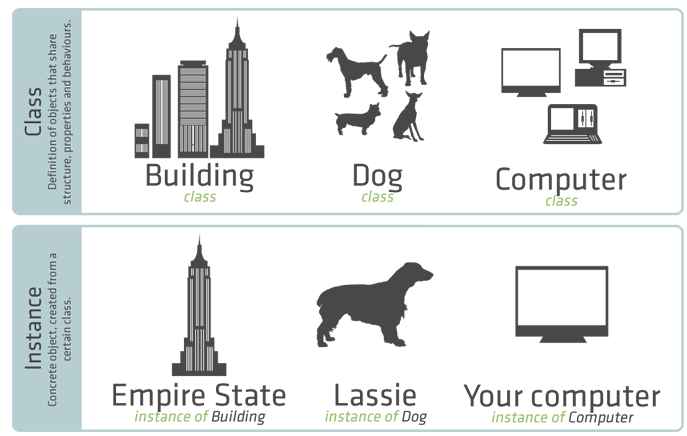 Class
Definition of objects that share
structure, properties and behaviours.
Building
class
Dog
class
Computer
class
Instance
Concrete object, created from a
certain class.
Empire State
instance of Building
Lassie
instance of Dog
Your computer
instance of Computer